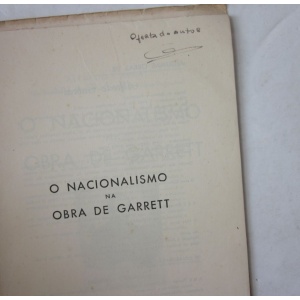 Oferta do autor
O NACIONALISMO
NA
OBRA DE GARRETT